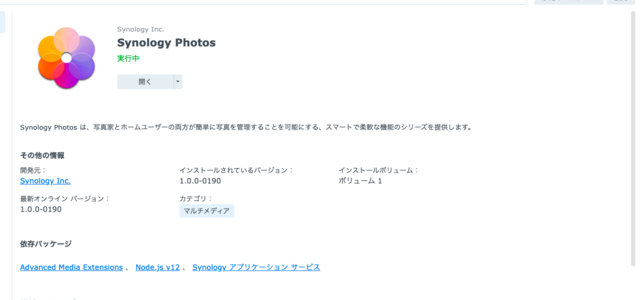 Synology Inc.
Synology Photos
実行中
開く
Synology Photos は、写真家とホームユーザーの両方が簡単に写真を管理することを可能にする、スマートで柔軟な機能のシリーズを提供します。
その他の情報
開発元：
Synology Inc.
インストールされているバージョン：
1.0.0-0190
インストールボリューム：
ボリューム 1
最新オンライン バージョン：
1.0.0-0190
カテゴリ：
マルチメディア
依存パッケージ
Advanced Media Extensions 、 Node.js v12 、 Synology アプリケーション サービス